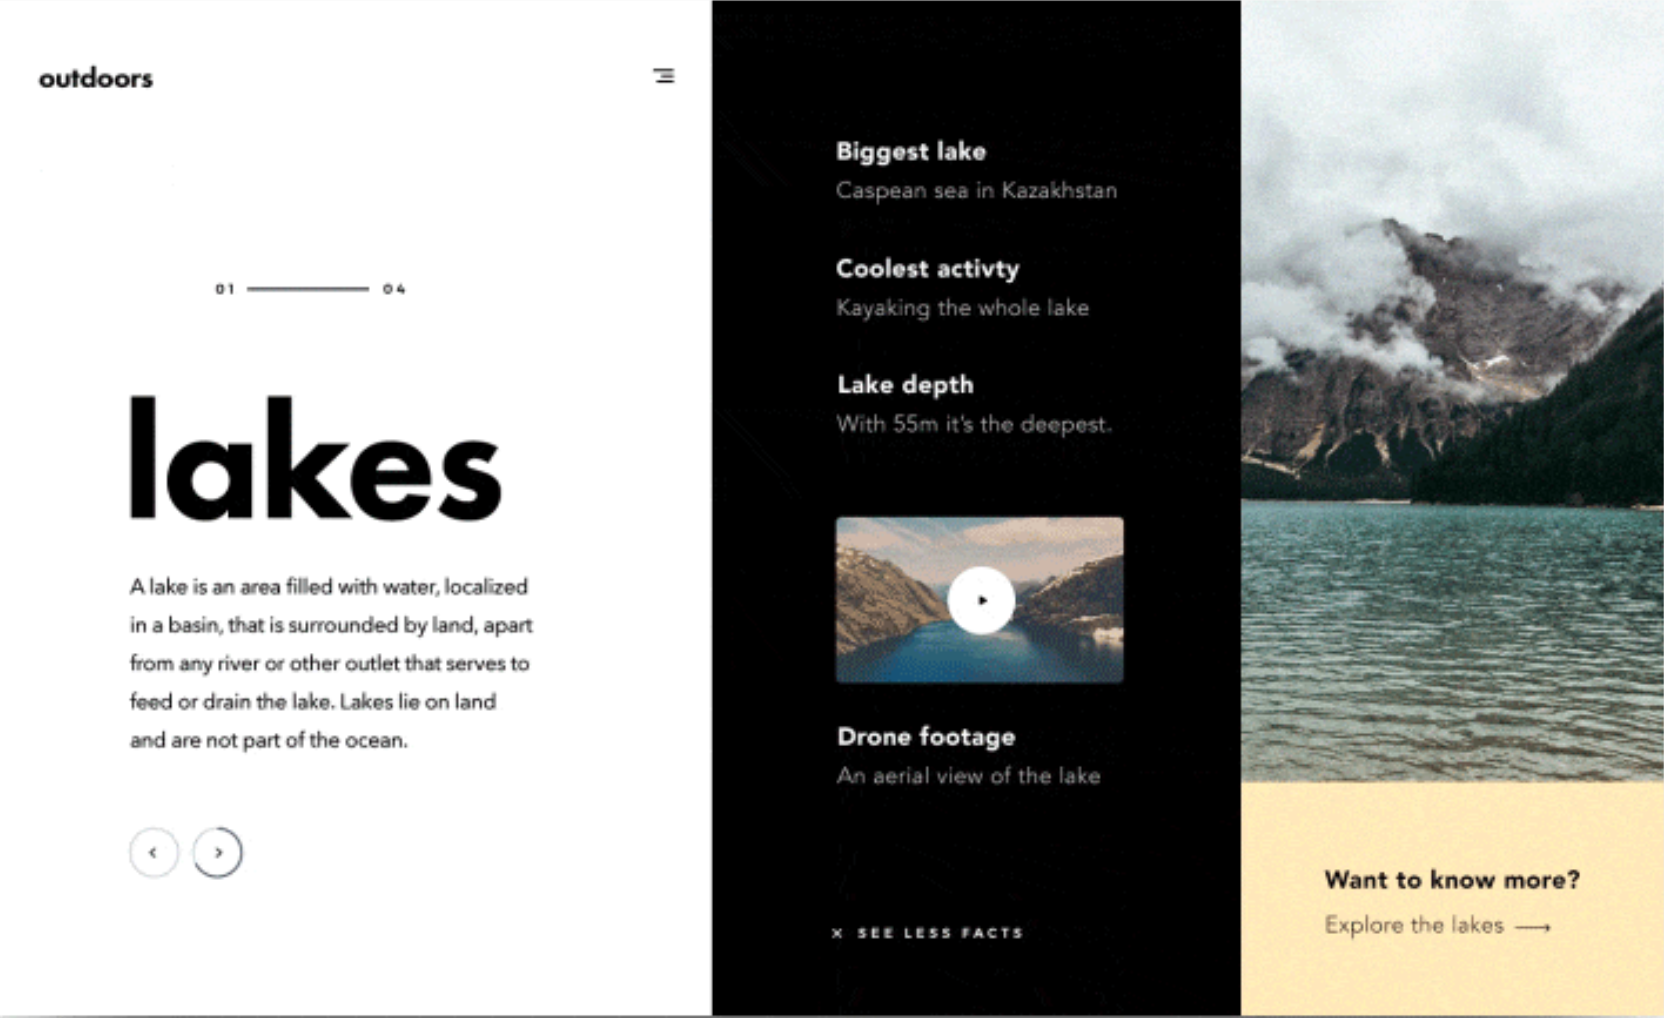 outdoors
01 04
lakes
A lake is an area filled with water, localized
in a basin, that is surrounded by land, apart
from any river or other outlet that serves to
feed or drain the lake. Lakes lie on land
and are not part of the ocean.
Biggest lake
Caspean sea in Kazakhstan
Coolest activty
Kayaking the whole lake
Lake depth
With 55m it's the deepest.
Drone footage
An aerial view of the lake
× SEE LESS FACTS
Want to know more?
Explore the lakes ⟶